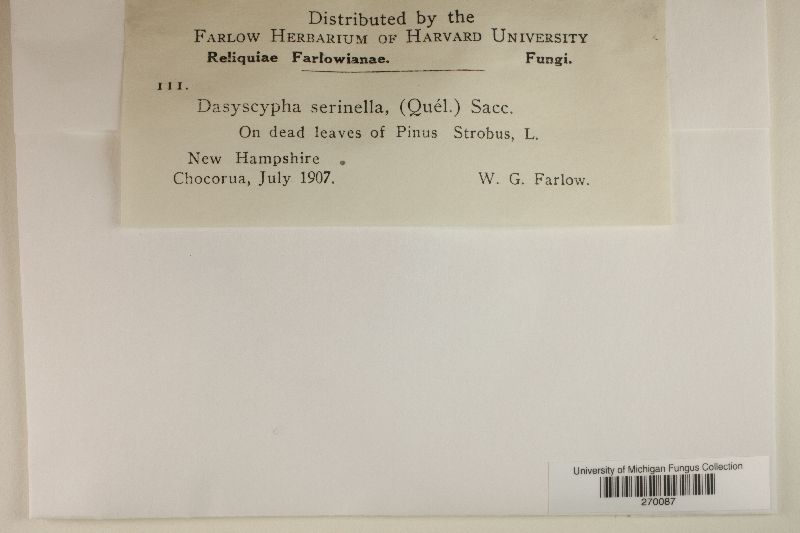 Distributed by the
Farlow Herbarium of Harvard University
Reliquiae Farlowianae. Fungi.
111.
Dasyscypha serinella, (Quél.) Sacc.
On dead leaves of Pinus Strobus, L.
New Hampshire
Chocorua, July 1907. W. G. Farlow.
University of Michigan Fungus Collection
270087